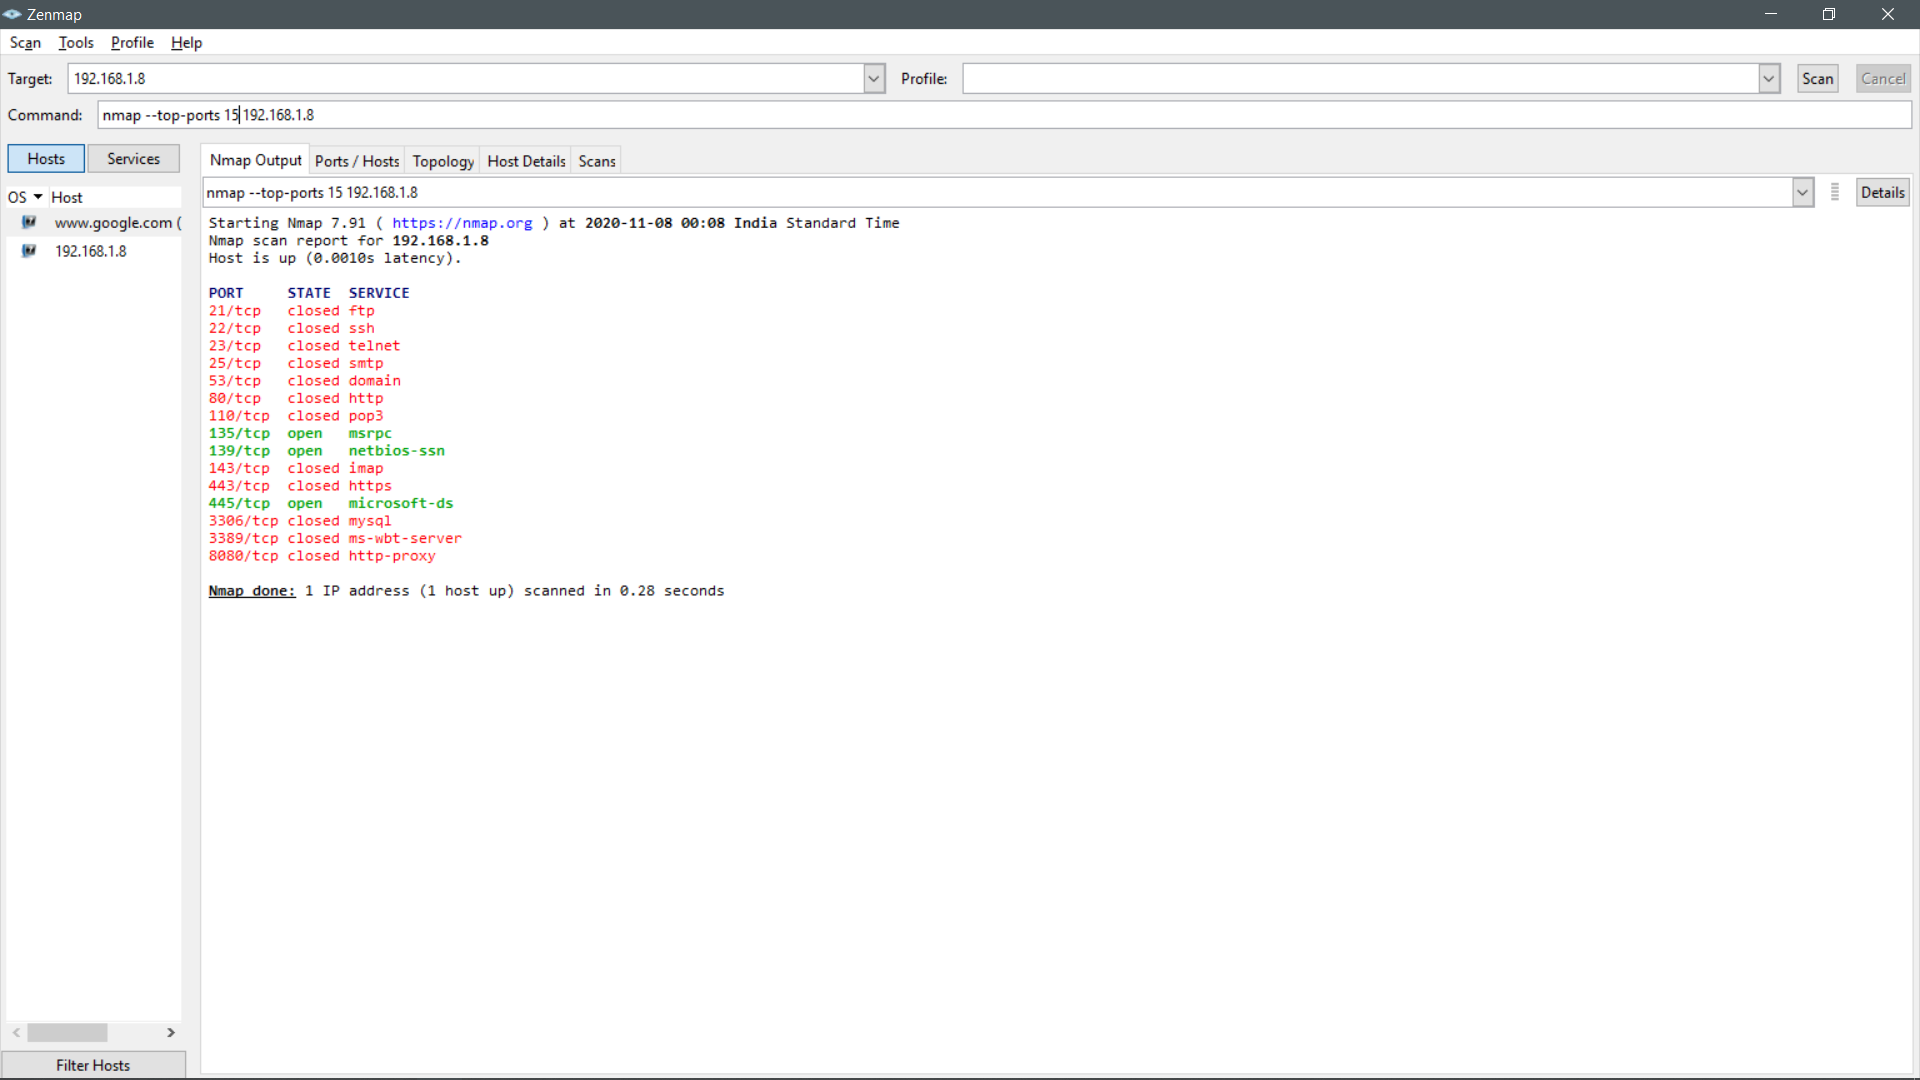 Zenmap
Scan Tools Profile Help
Target: 192.168.1.8 Profile: Scan Cancel
Command: nmap --top-ports 15 192.168.1.8
Hosts Services
Nmap Output Ports / Hosts Topology Host Details Scans
OS Host
www.google.com (
192.168.1.8
nmap --top-ports 15 192.168.1.8 Details
Starting Nmap 7.91 ( https://nmap.org ) at 2020-11-08 00:08 India Standard Time
Nmap scan report for 192.168.1.8
Host is up (0.0010s latency).
PORT STATE SERVICE
21/tcp closed ftp
22/tcp closed ssh
23/tcp closed telnet
25/tcp closed smtp
53/tcp closed domain
80/tcp closed http
110/tcp closed pop3
135/tcp open msrpc
139/tcp open netbios-ssn
143/tcp closed imap
443/tcp closed https
445/tcp open microsoft-ds
3306/tcp closed mysql
3389/tcp closed ms-wbt-server
8080/tcp closed http-proxy
Nmap done: 1 IP address (1 host up) scanned in 0.28 seconds
Filter Hosts